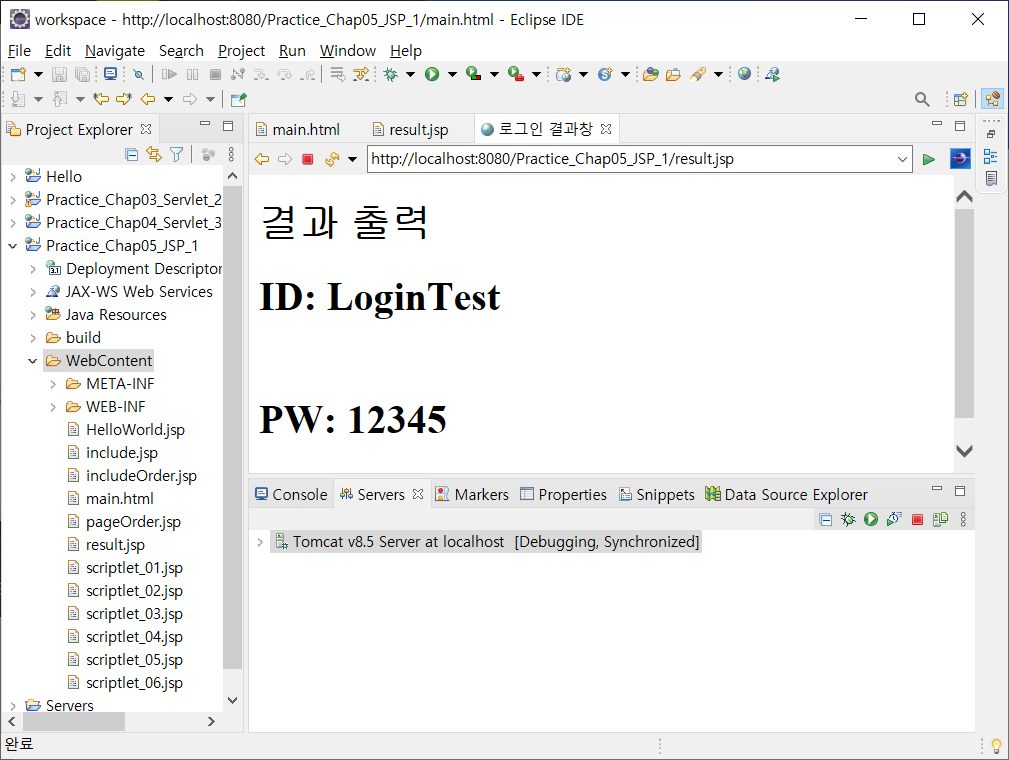 workspace - http://localhost:8080/Practice_Chap05_JSP_1/main.html - Eclipse IDE
File Edit Navigate Search Project Run Window Help
Project Explorer
Hello
Practice_Chap03_Servlet_2
Practice_Chap04_Servlet_3
Practice_Chap05_JSP_1
Deployment Descriptor
JAX-WS Web Services
Java Resources
build
WebContent
META-INF
WEB-INF
HelloWorld.jsp
include.jsp
includeOrder.jsp
main.html
pageOrder.jsp
result.jsp
scriptlet_01.jsp
scriptlet_02.jsp
scriptlet_03.jsp
scriptlet_04.jsp
scriptlet_05.jsp
scriptlet_06.jsp
Servers
main.html result.jsp 로그인 결과창
http://localhost:8080/Practice_Chap05_JSP_1/result.jsp
결과 출력
ID: LoginTest
PW: 12345
Console Servers Markers Properties Snippets Data Source Explorer
Tomcat v8.5 Server at localhost [Debugging, Synchronized]
완료